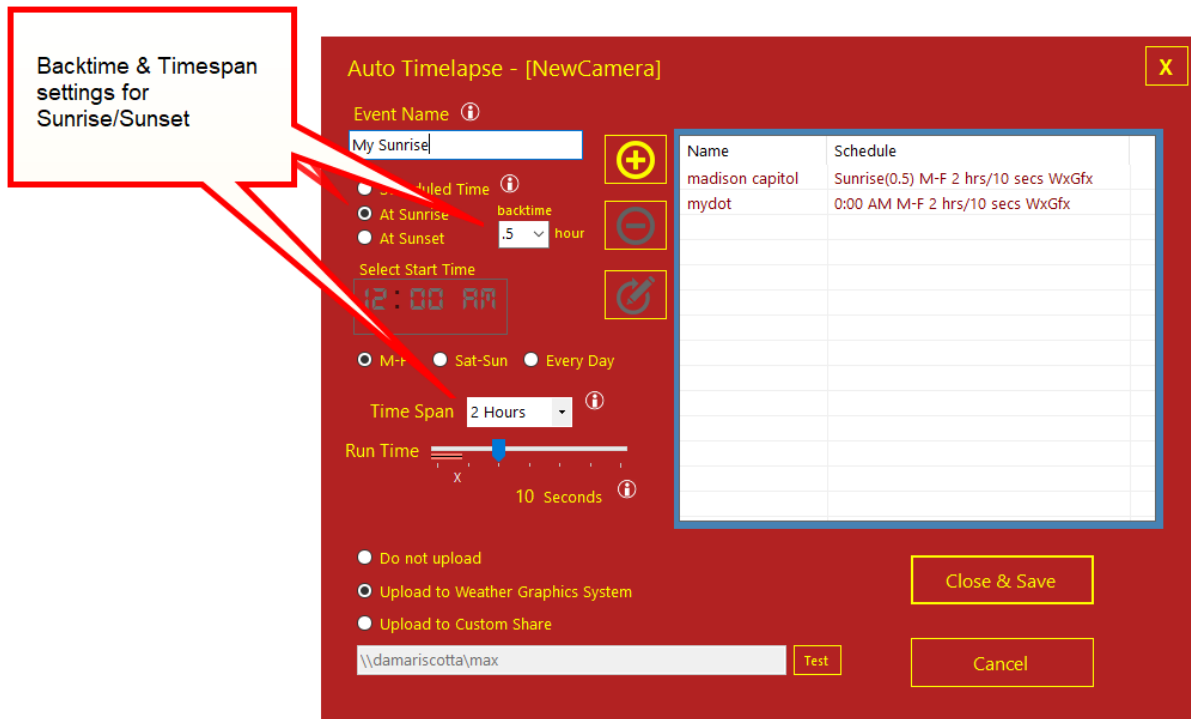 Backtime & Timespan
settings for
Sunrise/Sunset
Auto Timelapse - [NewCamera]
X
Event Name
My Sunrise
Time
At Sunrise
At Sunset
backtime
.5
hour
Select Start Time
12:00 AM
M-F
Sat-Sun
Every Day
Time Span
2 Hours
Run Time
X
10 Seconds
Name Schedule
madison capitol Sunrise(0.5) M-F 2 hrs/10 secs WxGfx
mydot 0:00 AM M-F 2 hrs/10 secs WxGfx
Do not upload
Upload to Weather Graphics System
Upload to Custom Share
\\damariscotta\max
Test
Close & Save
Cancel